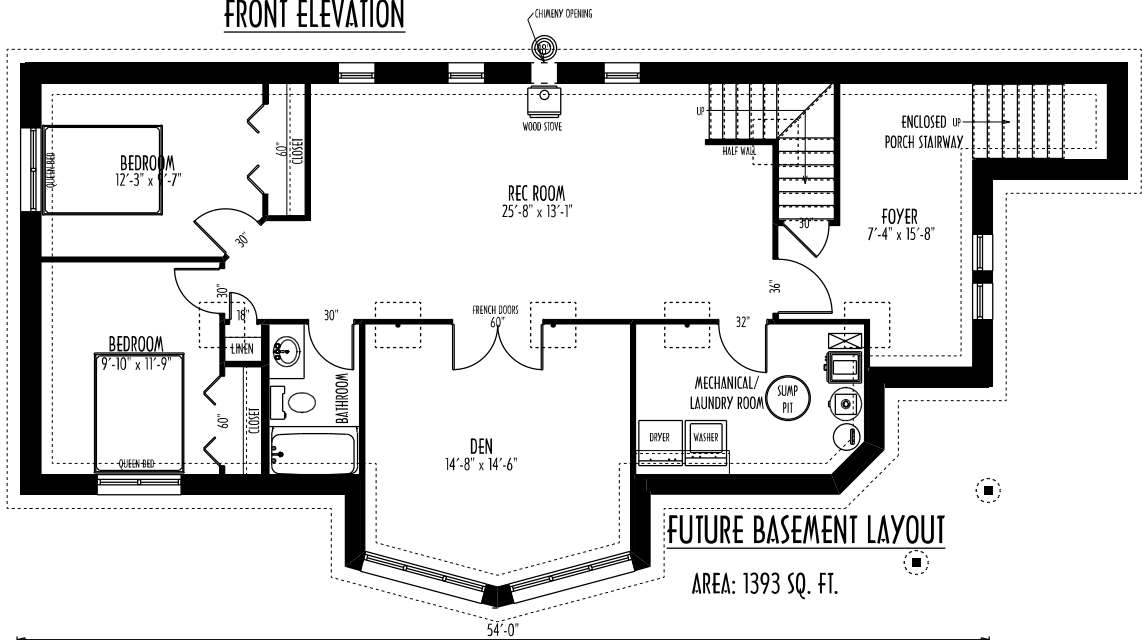 FRONT ELEVATION
CHIMENY OPENING
18"
WOOD STOVE
UP
HALF WALL
ENCLOSED UP
PORCH STAIRWAY
BEDROOM
12'-3" x 9'-7"
QUEEN BED
60"
CLOSET
REC ROOM
25'-8" x 13'-1"
FOYER
7'-4" x 15'-8"
30"
30"
30"
36"
18"
30"
FRENCH DOORS
60"
32"
LINEN
BEDROOM
9'-10" x 11'-9"
QUEEN BED
60"
CLOSET
BATHROOM
DEN
14'-8" x 14'-6"
MECHANICAL/
LAUNDRY ROOM
SUMP
PIT
DRYER
WASHER
FUTURE BASEMENT LAYOUT
AREA: 1393 SQ. FT.
54'-0"